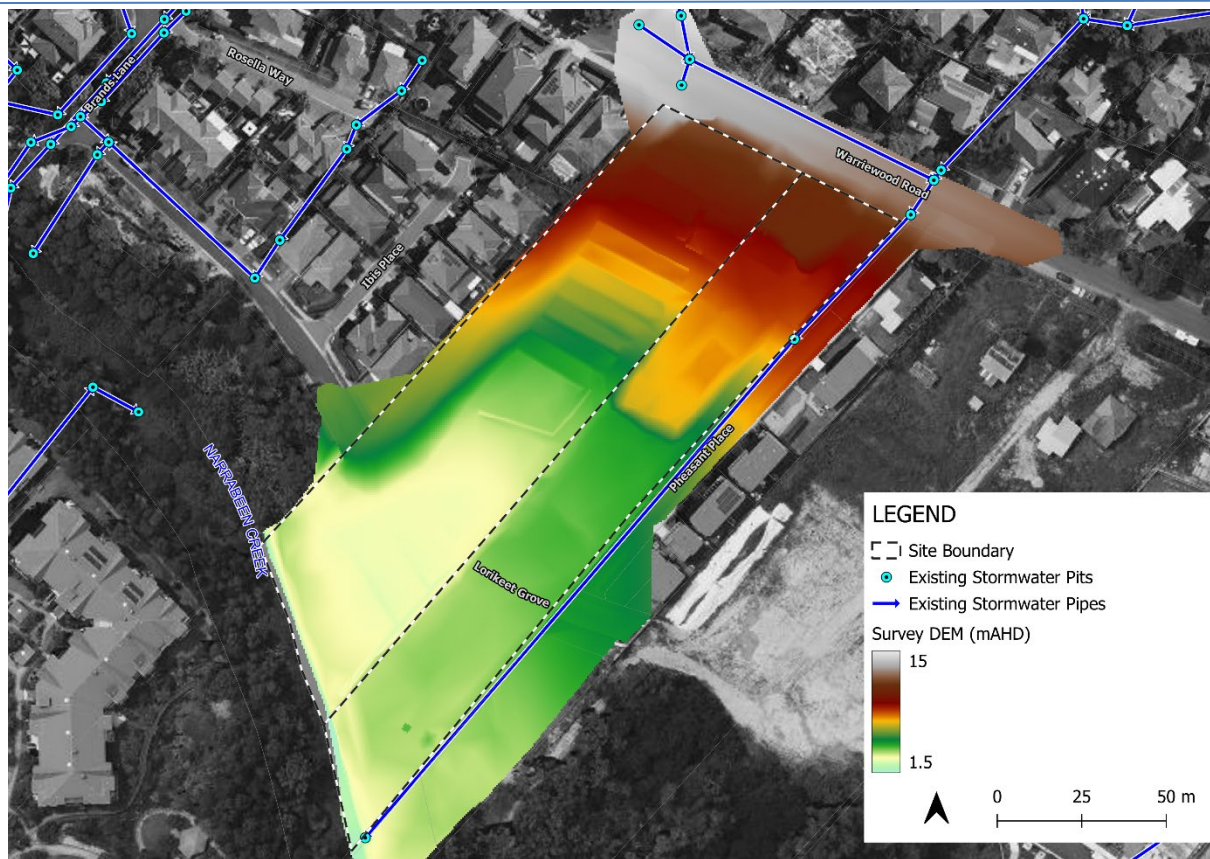 Rosella Way
Brands Lane
Warriewood Road
Ibis Place
Pheasant Place
NARRABEEN CREEK
Lorikeet Grove
LEGEND
Site Boundary
Existing Stormwater Pits
Existing Stormwater Pipes
Survey DEM (mAHD)
15
1.5
0 25 50 m